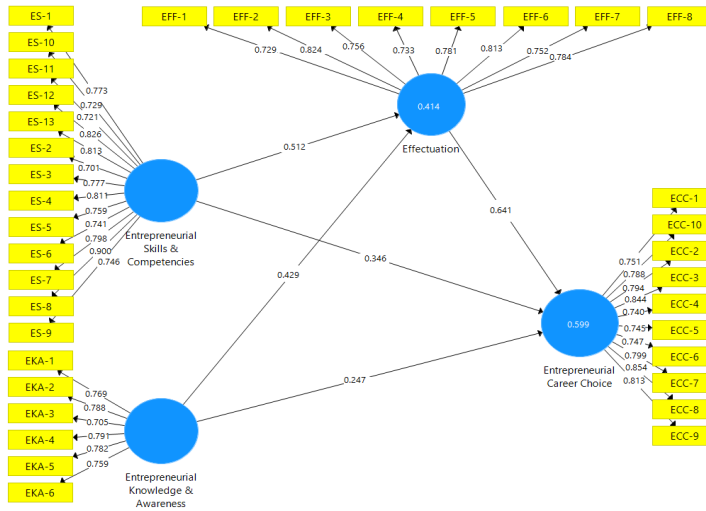 ES-1
ES-10
ES-11
ES-12
ES-13
ES-2
ES-3
ES-4
ES-5
ES-6
ES-7
ES-8
ES-9
0.773
0.729
0.721
0.826
0.813
0.701
0.777
0.811
0.759
0.741
0.798
0.900
0.746
Entrepreneurial
Skills &
Competencies
EFF-1
EFF-2
EFF-3
EFF-4
EFF-5
EFF-6
EFF-7
EFF-8
0.729
0.824
0.756
0.733
0.781
0.813
0.752
0.784
0.414
Effectuation
0.512
0.641
0.346
0.429
0.247
EKA-1
EKA-2
EKA-3
EKA-4
EKA-5
EKA-6
0.769
0.788
0.705
0.791
0.782
0.759
Entrepreneurial
Knowledge &
Awareness
0.599
Entrepreneurial
Career Choice
0.751
0.788
0.794
0.844
0.740
0.745
0.747
0.799
0.854
0.813
ECC-1
ECC-10
ECC-2
ECC-3
ECC-4
ECC-5
ECC-6
ECC-7
ECC-8
ECC-9